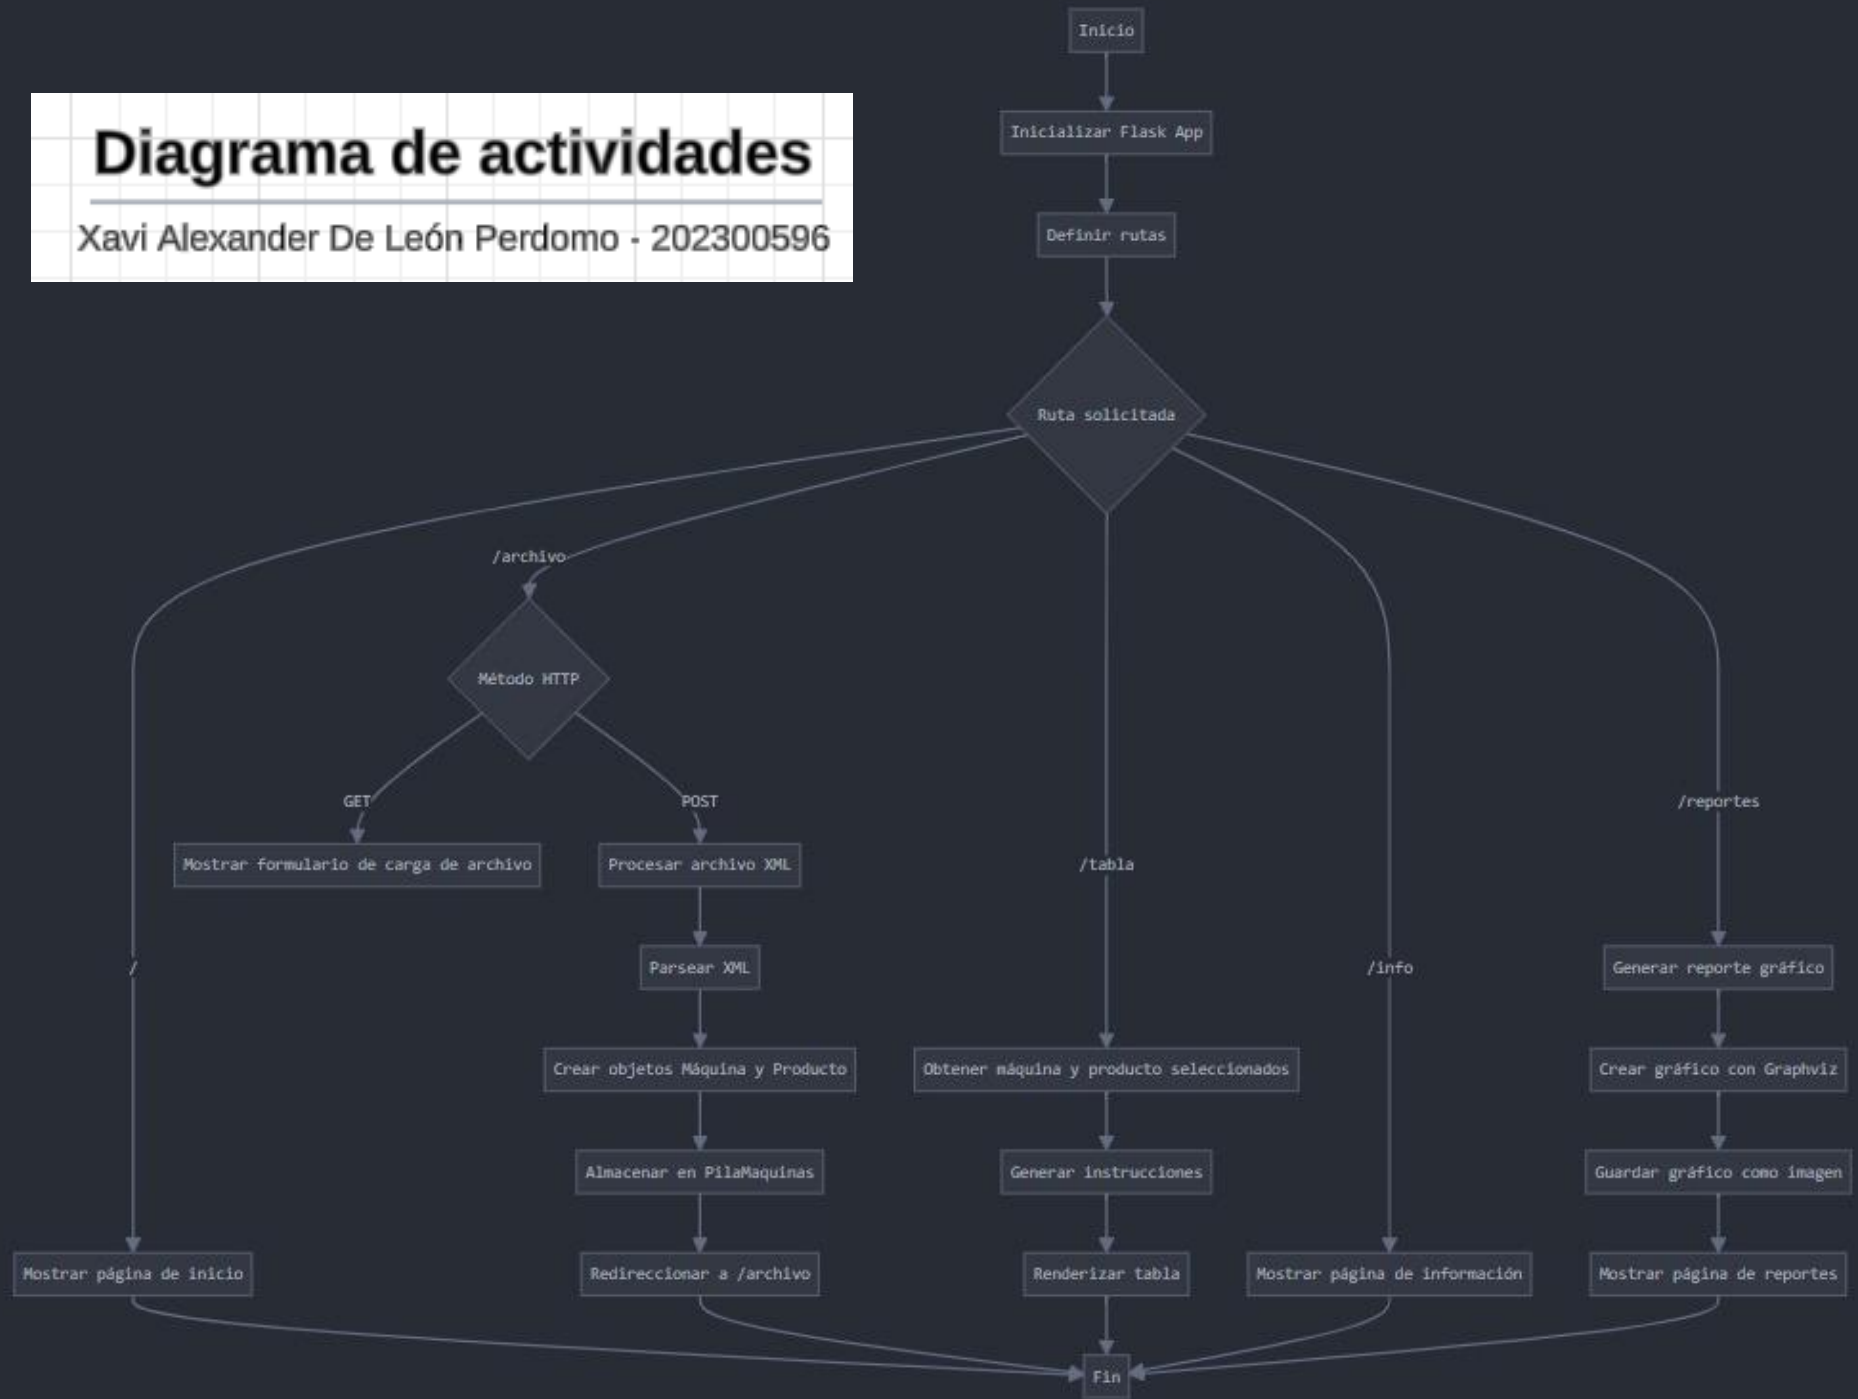 Inicio
Diagrama de actividades
Xavi Alexander De León Perdomo - 202300596
Inicializar Flask App
Definir rutas
Ruta solicitada
/archivo
Método HTTP
GET
POST
/reportes
Mostrar formulario de carga de archivo
Procesar archivo XML
/tabla
/
Parsear XML
/info
Generar reporte gráfico
Crear objetos Máquina y Producto
Obtener máquina y producto seleccionados
Crear gráfico con Graphviz
Almacenar en PilaMaquinas
Generar instrucciones
Guardar gráfico como imagen
Mostrar página de inicio
Redireccionar a /archivo
Renderizar tabla
Mostrar página de información
Mostrar página de reportes
Fin